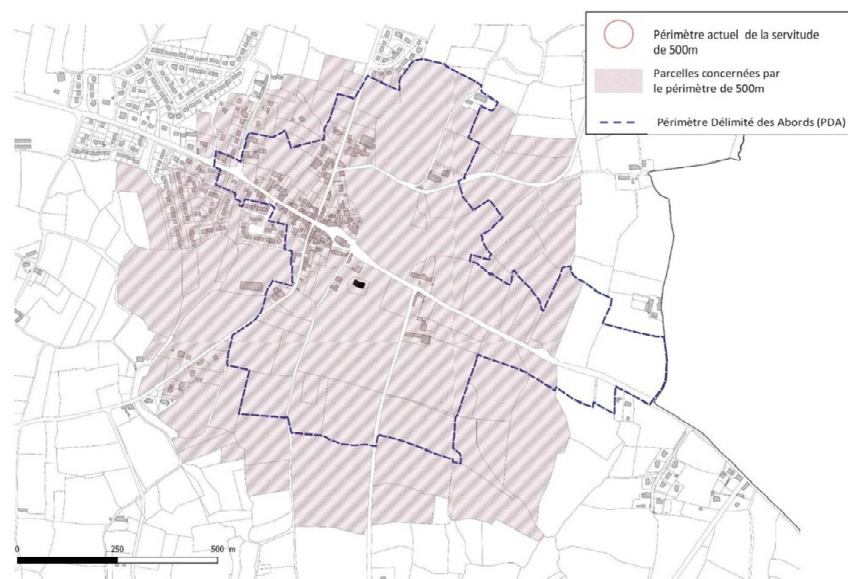 Périmètre actuel de la servitude
de 500m
Parcelles concernées par
le périmètre de 500m
Périmètre Délimité des Abords (PDA)
0
250
500 m